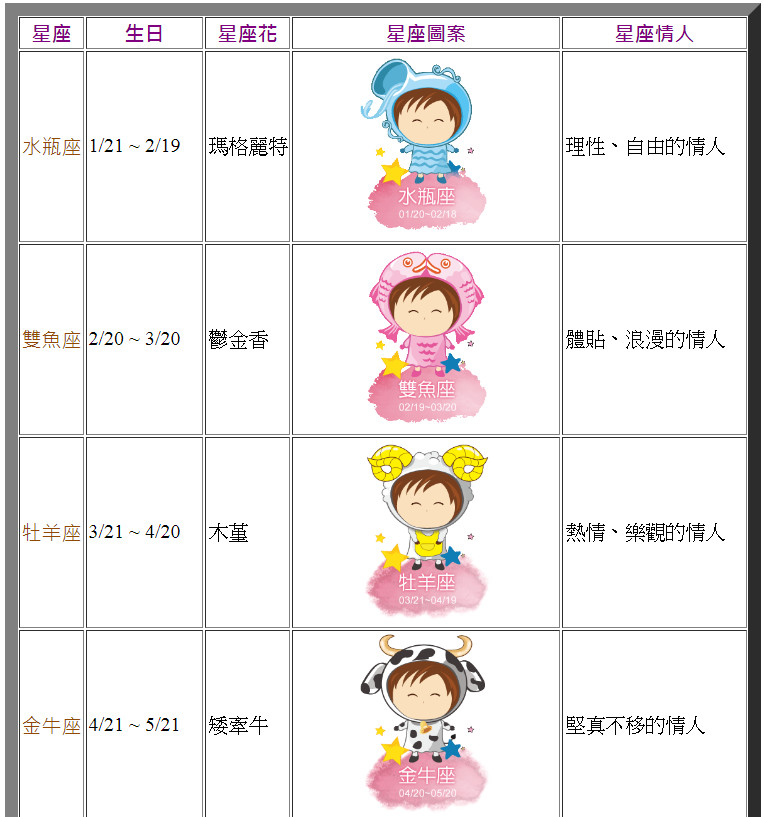 星座 生日 星座花 星座圖案 星座情人
水瓶座 1/21 ~ 2/19 瑪格麗特 理性、自由的情人
水瓶座
01/20~02/18
雙魚座 2/20 ~ 3/20 鬱金香 體貼、浪漫的情人
雙魚座
02/19~03/20
牡羊座 3/21 ~ 4/20 木堇 熱情、樂觀的情人
牡羊座
03/21~04/19
金牛座 4/21 ~ 5/21 矮牽牛 堅真不移的情人
金牛座
04/20~05/20